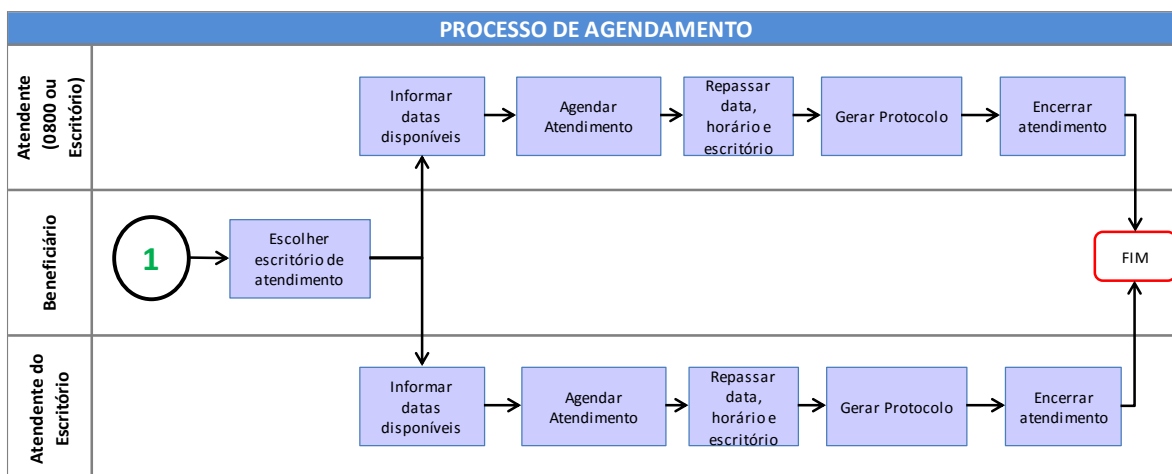 PROCESSO DE AGENDAMENTO
Atendente
(0800 ou
Escritório)
Informar
datas
disponíveis
Agendar
Atendimento
Repassar
data,
horário e
escritório
Gerar Protocolo
Encerrar
atendimento
Beneficiário
1
Escolher
escritório de
atendimento
FIM
Atendente do
Escritório
Informar
datas
disponíveis
Agendar
Atendimento
Repassar
data,
horário e
escritório
Gerar Protocolo
Encerrar
atendimento